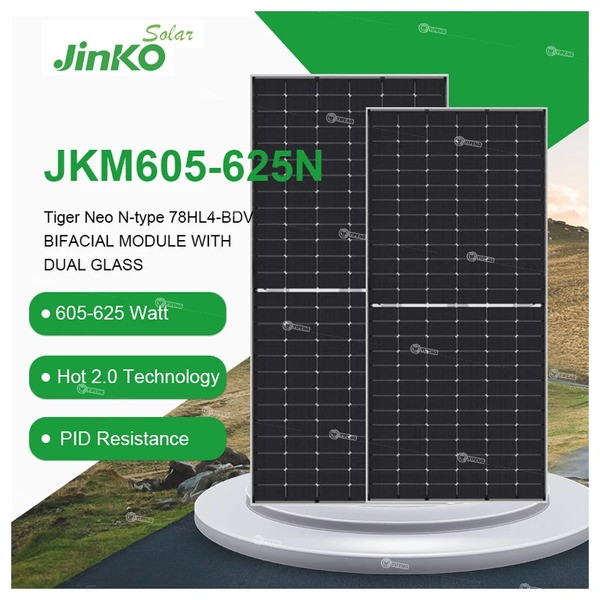 Solar
JinKO
JKM605-625N
Tiger Neo N-type 78HL4-BDV
BIFACIAL MODULE WITH
DUAL GLASS
605-625 Watt
Hot 2.0 Technology
PID Resistance